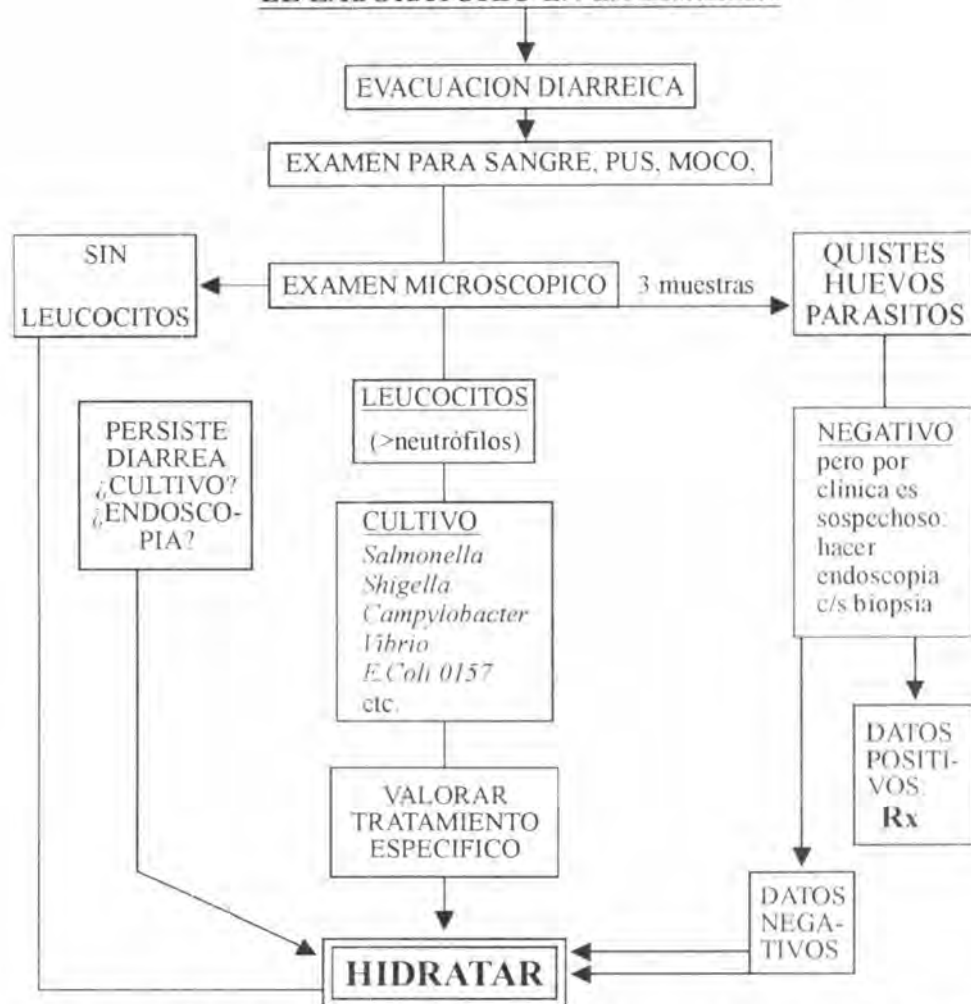 EVACUACION DIARREICA
EXAMEN PARA SANGRE, PUS, MOCO,
SIN
LEUCOCITOS
EXAMEN MICROSCOPICO
3 muestras
QUISTES
HUEVOS
PARASITOS
PERSISTE
DIARREA
¿CULTIVO?
¿ENDOSCO-
PIA?
LEUCOCITOS
(>neutrófilos)
NEGATIVO
pero por
clinica es
sospechoso:
hacer
endoscopia
c/s biopsia
CULTIVO
Salmonella
Shigella
Campylobacter
Vibrio
E.Coli 0157
etc.
DATOS
POSITI-
VOS:
Rx
VALORAR
TRATAMIENTO
ESPECIFICO
DATOS
NEGA-
TIVOS
HIDRATAR